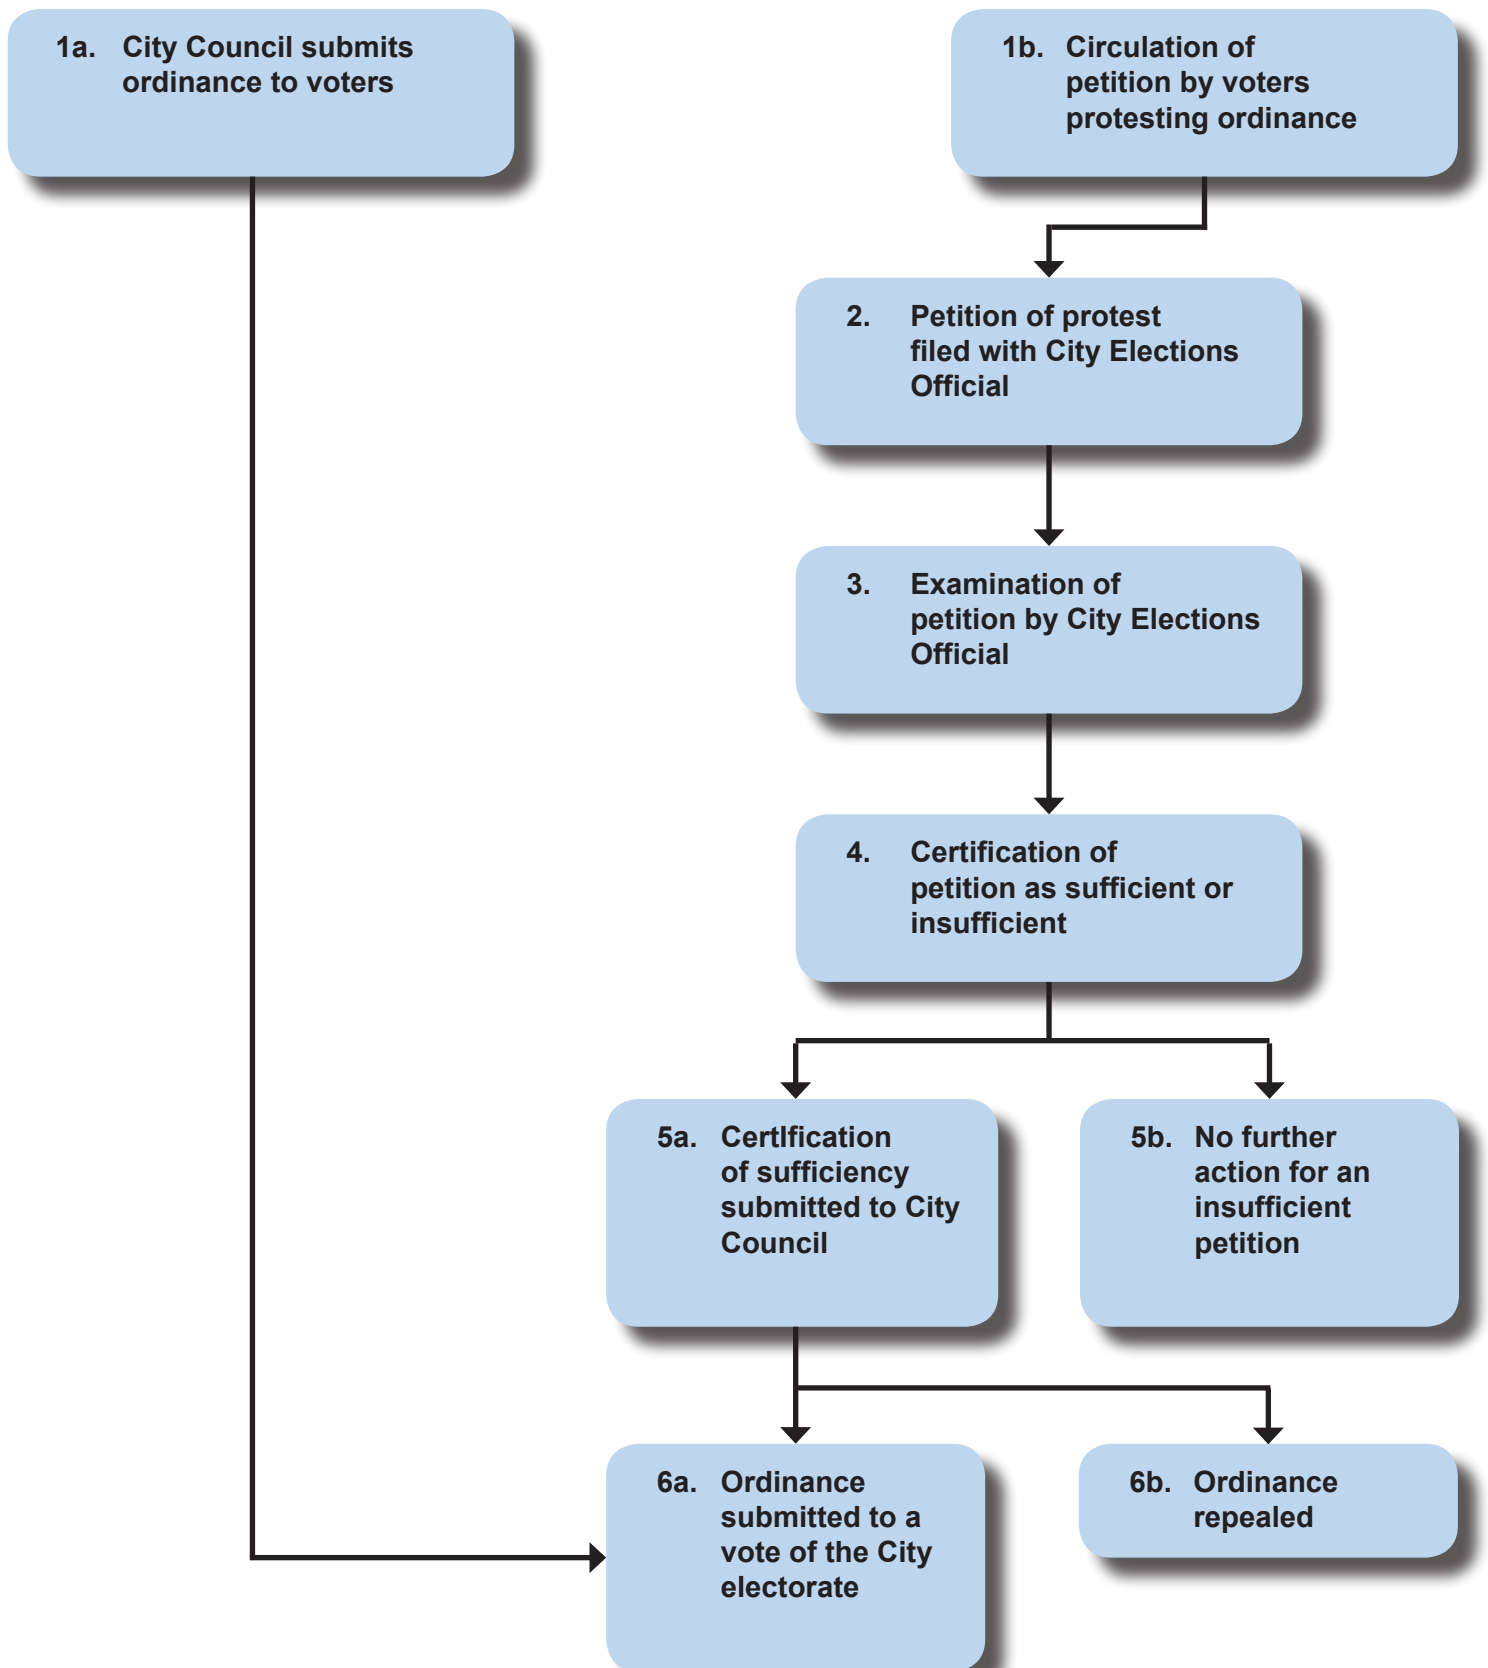 1a. City Council submits
ordinance to voters
1b. Circulation of
petition by voters
protesting ordinance
2. Petition of protest
filed with City Elections
Official
3. Examination of
petition by City Elections
Official
4. Certification of
petition as sufficient or
insufficient
5a. CertIfication
of sufficiency
submitted to City
Council
5b. No further
action for an
insufficient
petition
6a. Ordinance
submitted to a
vote of the City
electorate
6b. Ordinance
repealed